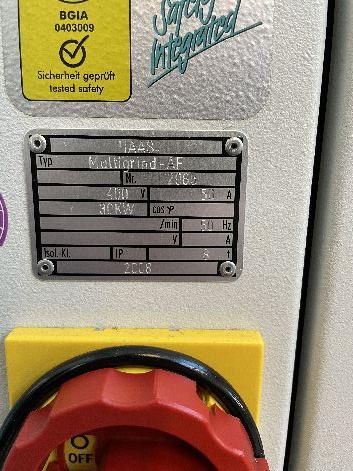 BGIA
0403009
Sicherheit geprüft
tested safety
Safety
Integrated
HAAS
Typ Multigrind-AF
Nr.
400 V 50 A
30KW cos φ
/min 50 Hz
V A
Isol.-Kl. IP 8 t
2008
OFF